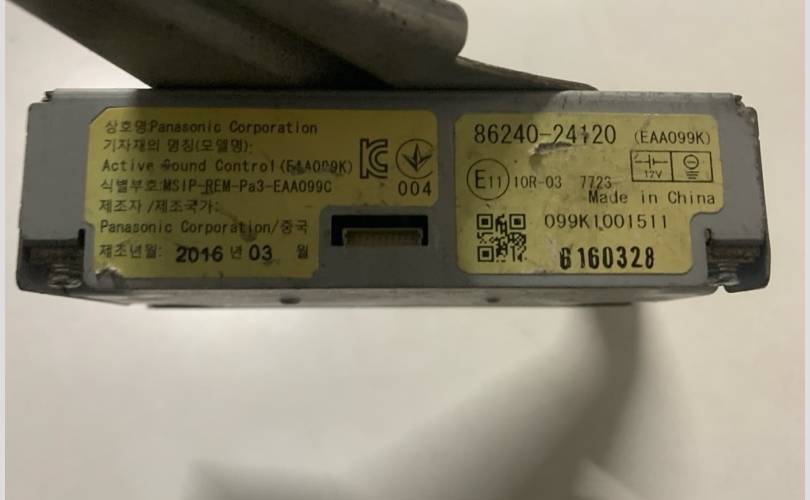 상호명:Panasonic Corporation
기자재의 명칭(모델명):
Active Sound Control(EAA099K)
식별부호:MSIP-REM-Pa3-EAA099C
제조자/제조국가:
Panasonic Corporation/중국
제조년월: 2016 년 03 월
004
86240-24120 (EAA099K)
E11 10R-03 7723
12V
Made in China
099K1001511
6160328